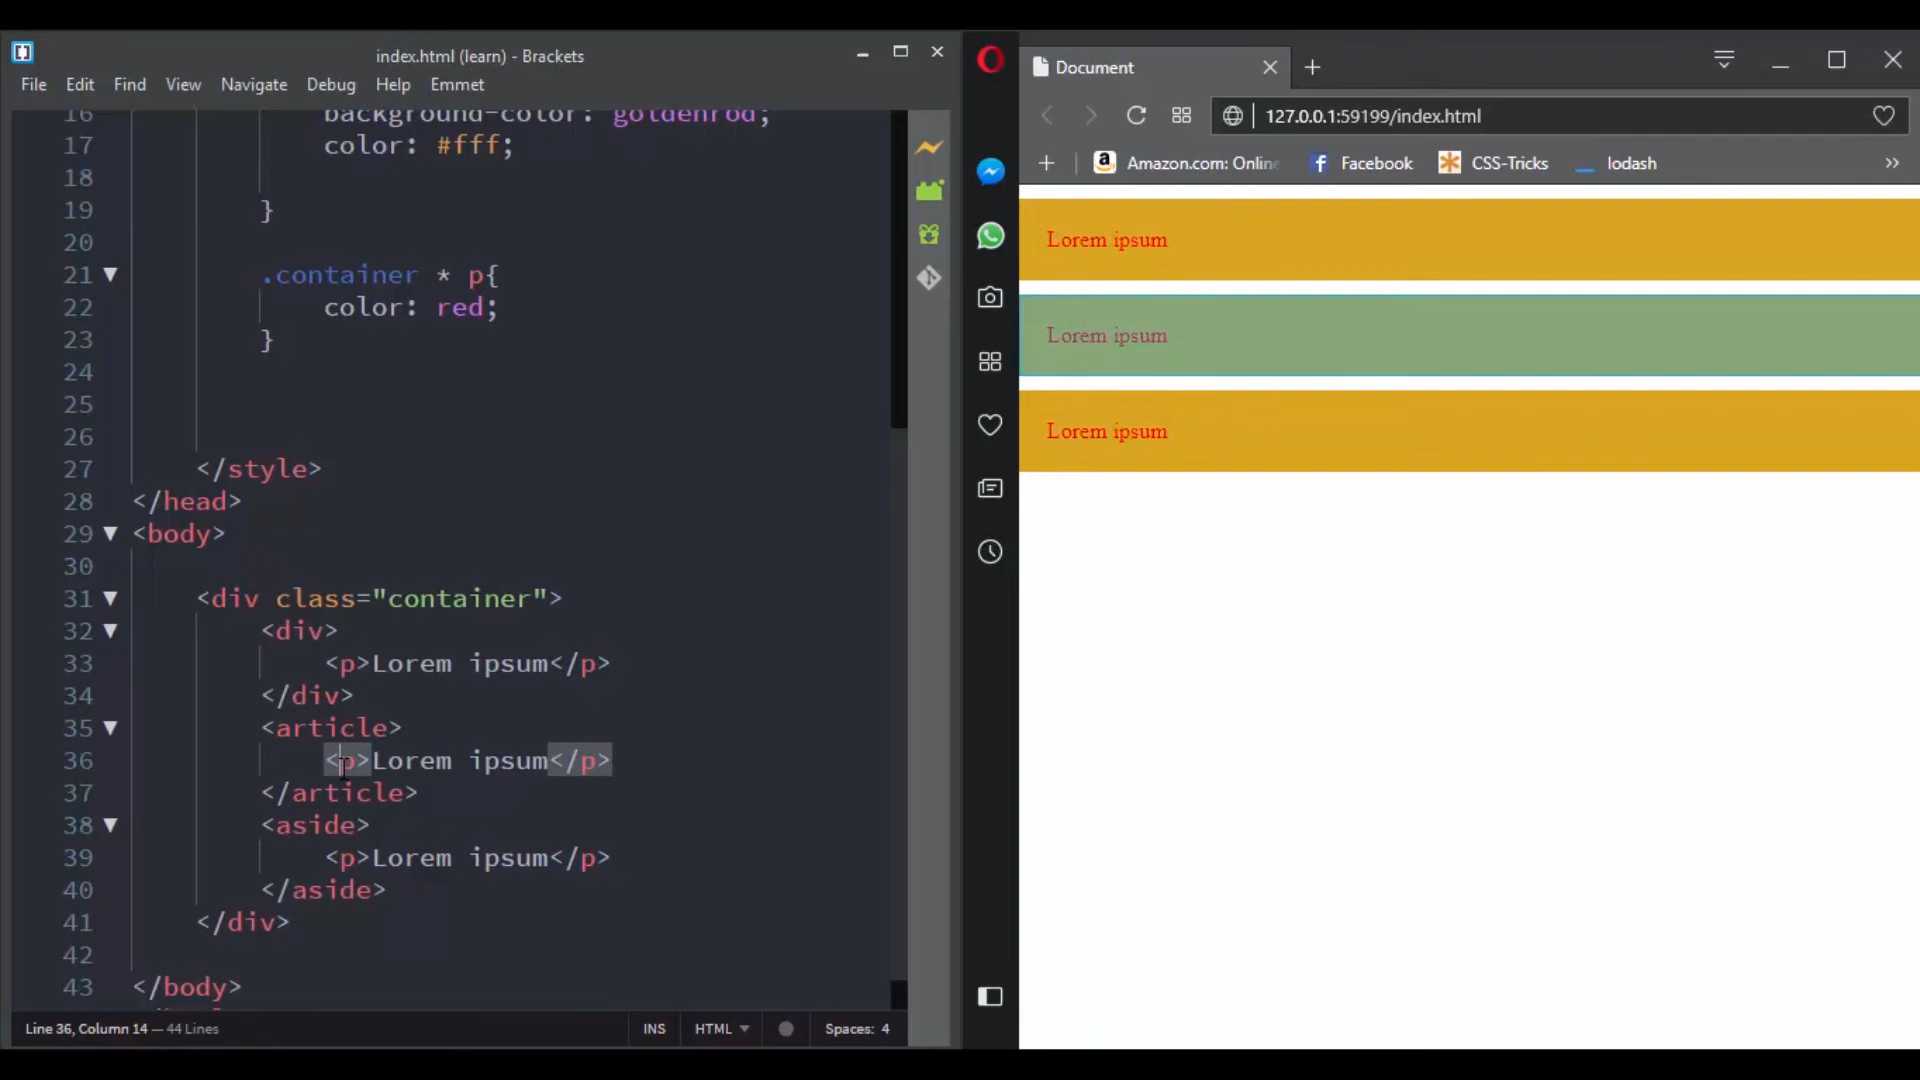 index.html (learn) - Brackets
File Edit Find View Navigate Debug Help Emmet
16 background-color: goldenrod;
17 color: #fff;
18
19 }
20
21 ▼ .container * p{
22 color: red;
23 }
24
25
26
27 </style>
28 </head>
29 ▼ <body>
30
31 ▼ <div class="container">
32 ▼ <div>
33 <p>Lorem ipsum</p>
34 </div>
35 ▼ <article>
36 <p>Lorem ipsum</p>
37 </article>
38 ▼ <aside>
39 <p>Lorem ipsum</p>
40 </aside>
41 </div>
42
43 </body>
Line 36, Column 14 — 44 Lines
INS HTML Spaces: 4
Document
127.0.0.1:59199/index.html
Amazon.com: Online Facebook CSS-Tricks lodash
Lorem ipsum
Lorem ipsum
Lorem ipsum